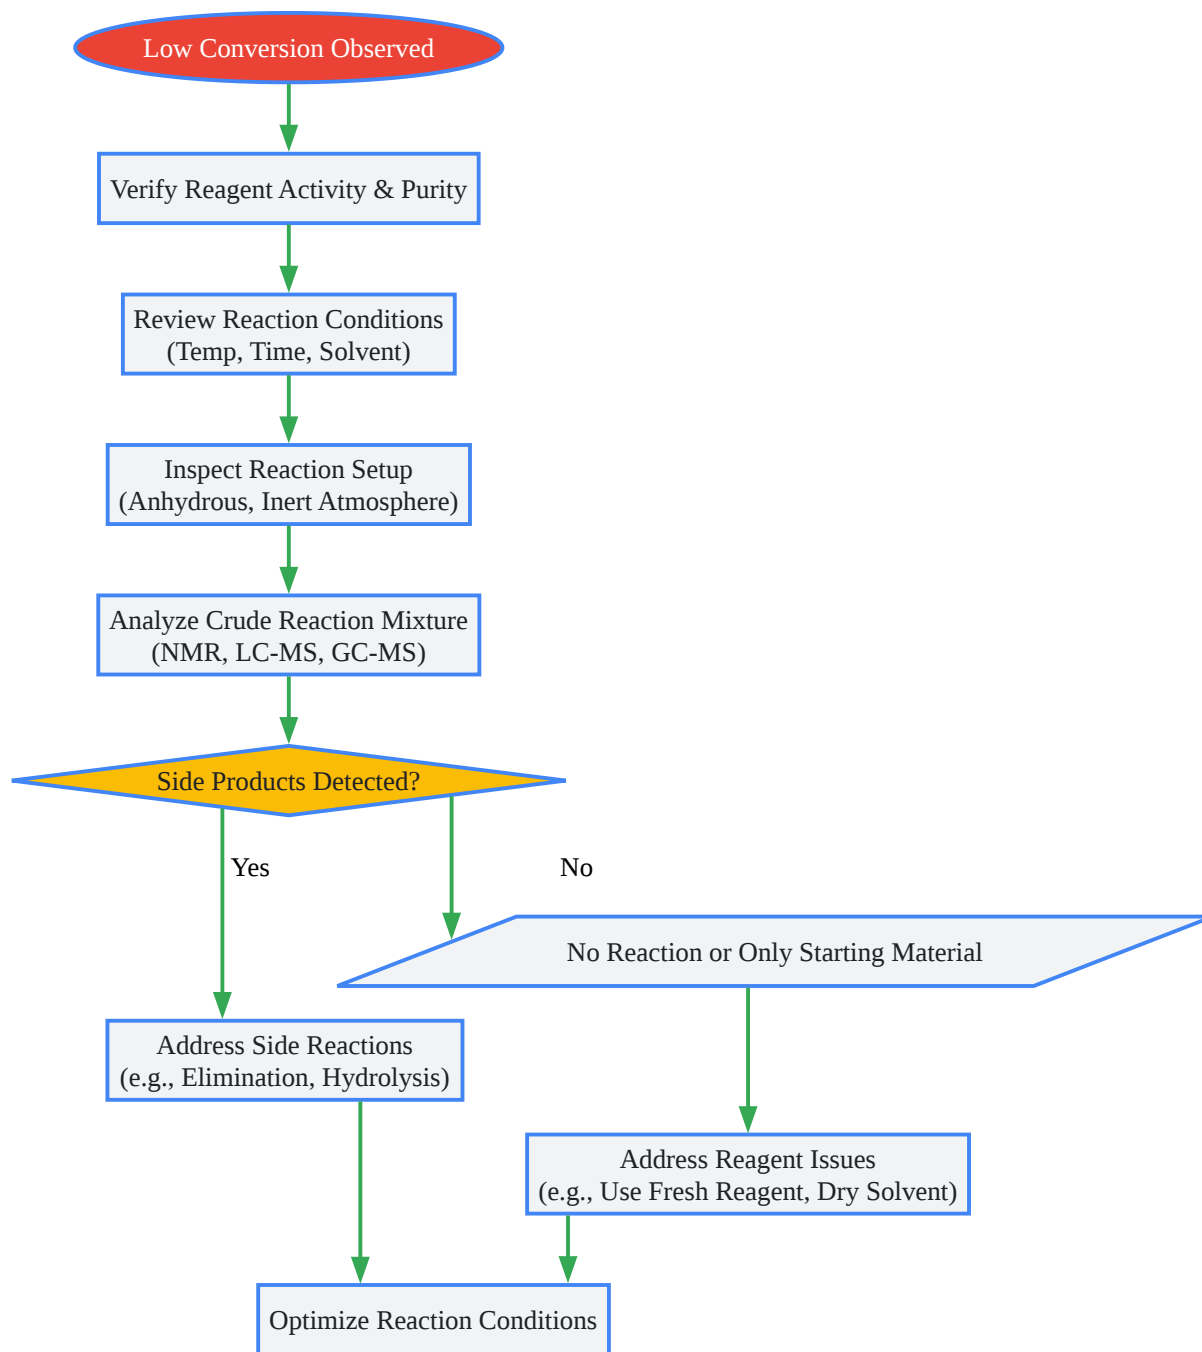 Low Conversion Observed
Verify Reagent Activity & Purity
Review Reaction Conditions
(Temp, Time, Solvent)
Inspect Reaction Setup
(Anhydrous, Inert Atmosphere)
Analyze Crude Reaction Mixture
(NMR, LC-MS, GC-MS)
Side Products Detected?
Yes
No
No Reaction or Only Starting Material
Address Side Reactions
(e.g., Elimination, Hydrolysis)
Address Reagent Issues
(e.g., Use Fresh Reagent, Dry Solvent)
Optimize Reaction Conditions